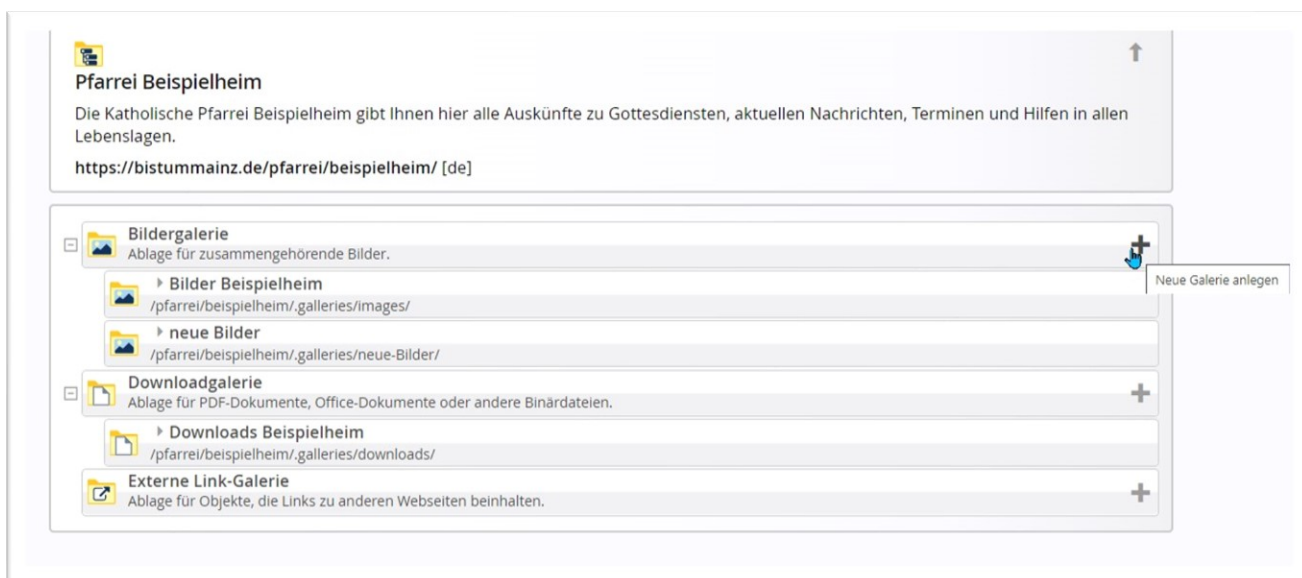 Pfarrei Beispielheim
Die Katholische Pfarrei Beispielheim gibt Ihnen hier alle Auskünfte zu Gottesdiensten, aktuellen Nachrichten, Terminen und Hilfen in allen
Lebenslagen.
https://bistummainz.de/pfarrei/beispielheim/ [de]
Bildergalerie
Ablage für zusammengehörende Bilder.
Neue Galerie anlegen
Bilder Beispielheim
/pfarrei/beispielheim/.galleries/images/
neue Bilder
/pfarrei/beispielheim/.galleries/neue-Bilder/
Downloadgalerie
Ablage für PDF-Dokumente, Office-Dokumente oder andere Binärdateien.
Downloads Beispielheim
/pfarrei/beispielheim/.galleries/downloads/
Externe Link-Galerie
Ablage für Objekte, die Links zu anderen Webseiten beinhalten.